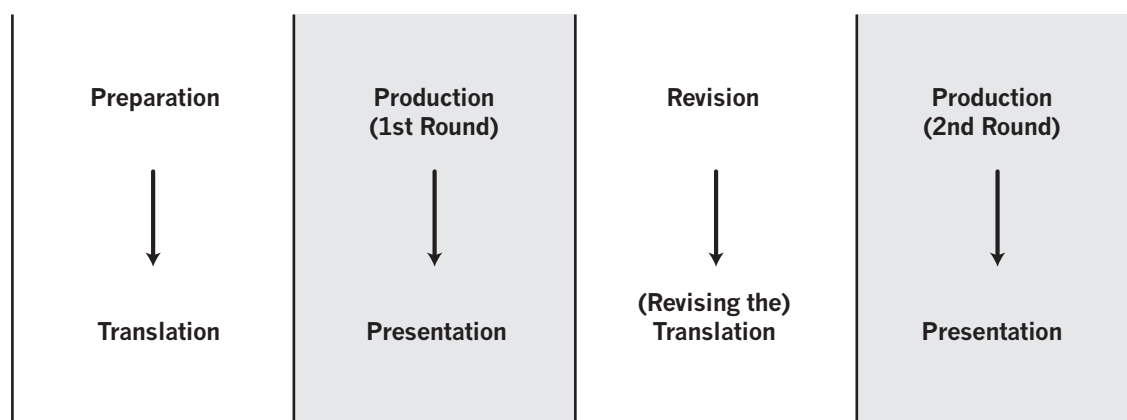 Preparation
Production
(1st Round)
Revision
Production
(2nd Round)
Translation
Presentation
(Revising the)
Translation
Presentation